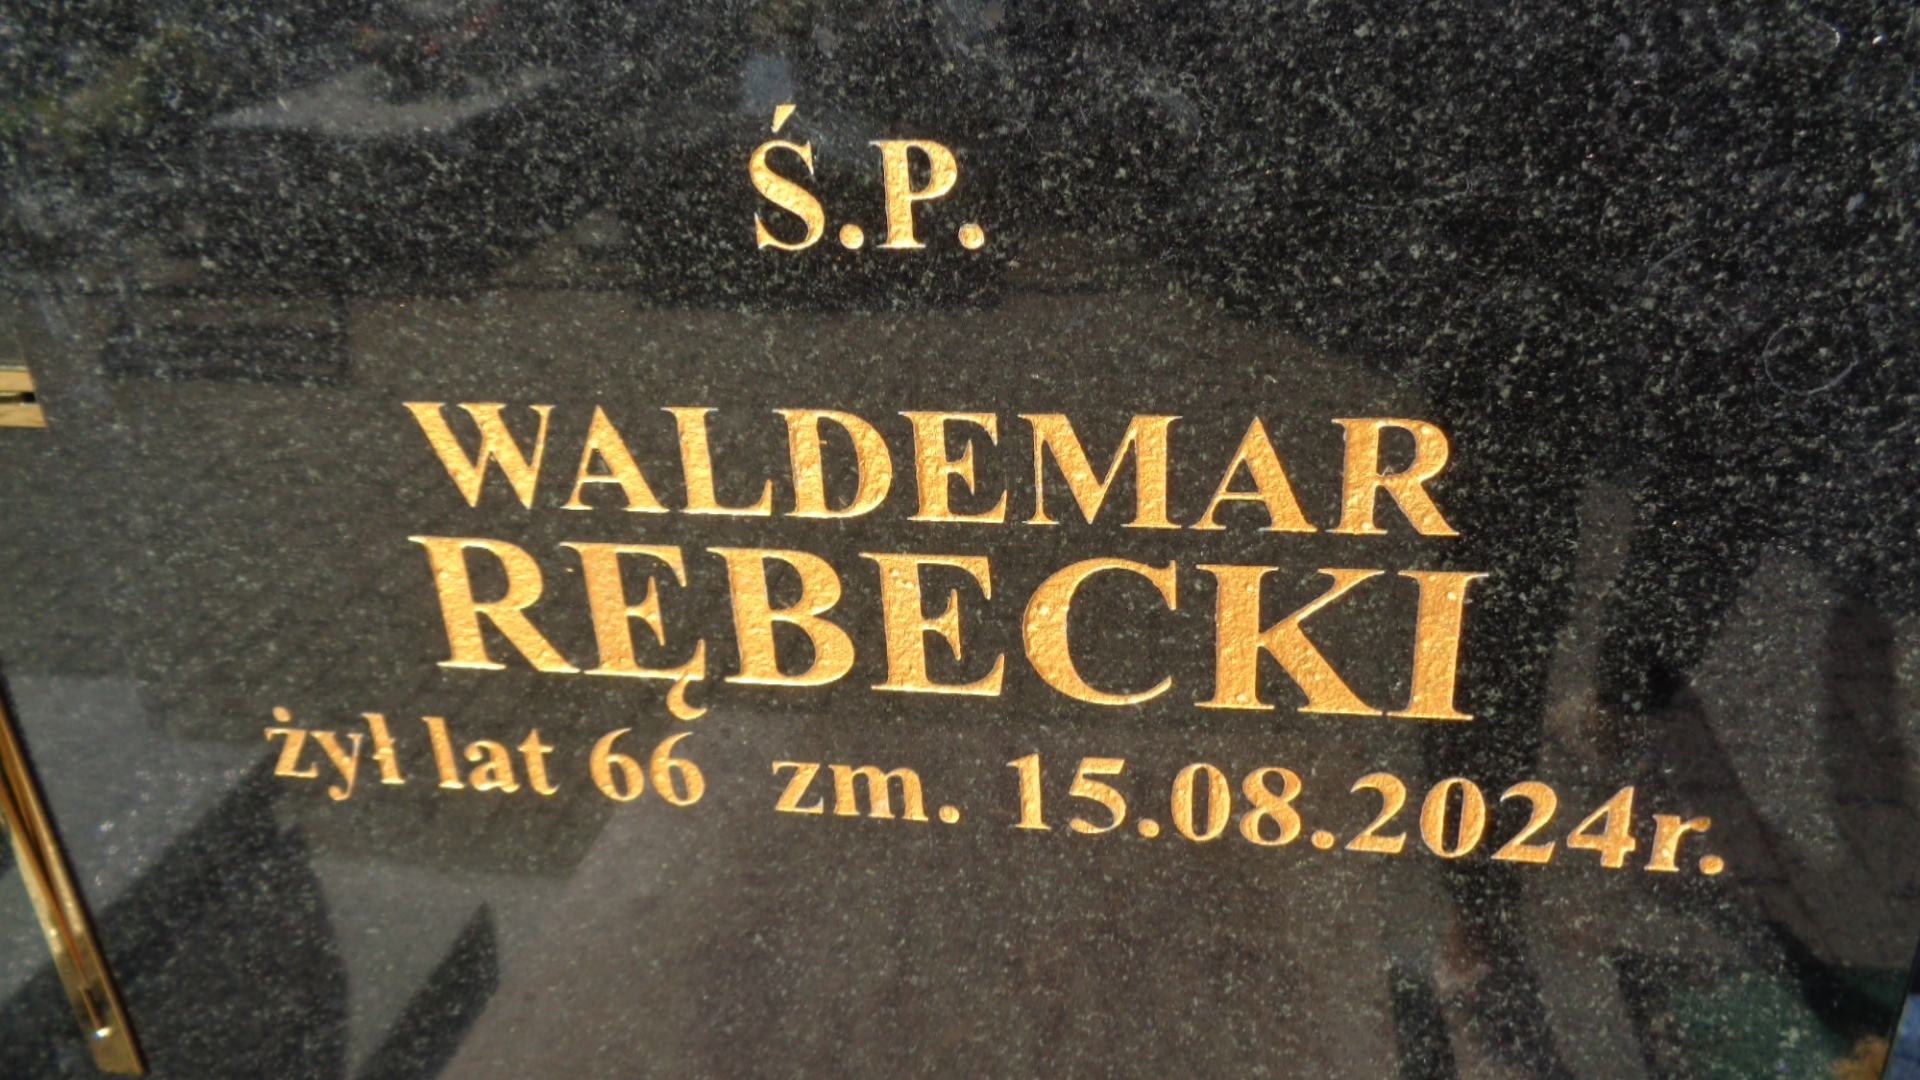 Ś.P.
WALDEMAR
RĘBECKI
żył lat 66 zm. 15.08.2024r.